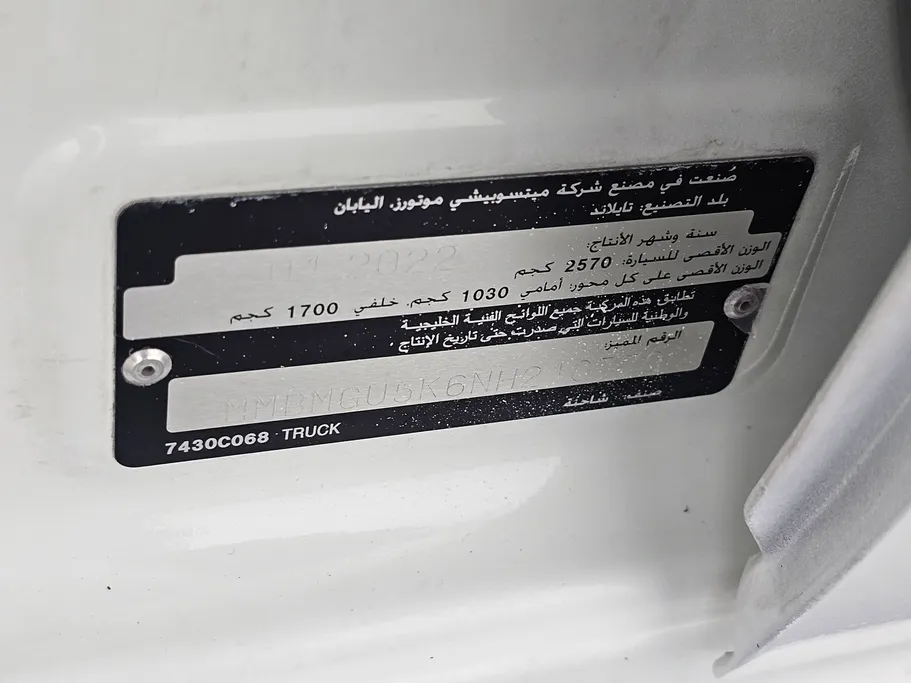 صُنعت في مصنع شركة ميتسوبيشي موتورز. اليابان
بلد التصنيع: تايلاند
سنة وشهر الأنتاج: 2022
الوزن الأقصى للسيارة: 2570 كجم
الوزن الأقصى على كل محور: أمامي 1030 كجم. خلفي 1700 كجم
تطابق هذه المركبة جميع اللوائح الفنية الخليجية
والوطنية للسيارات التي صدرت حتى تاريخ الإنتاج.
الرقم المميز:
صنف: شاحنة
7430C068 TRUCK